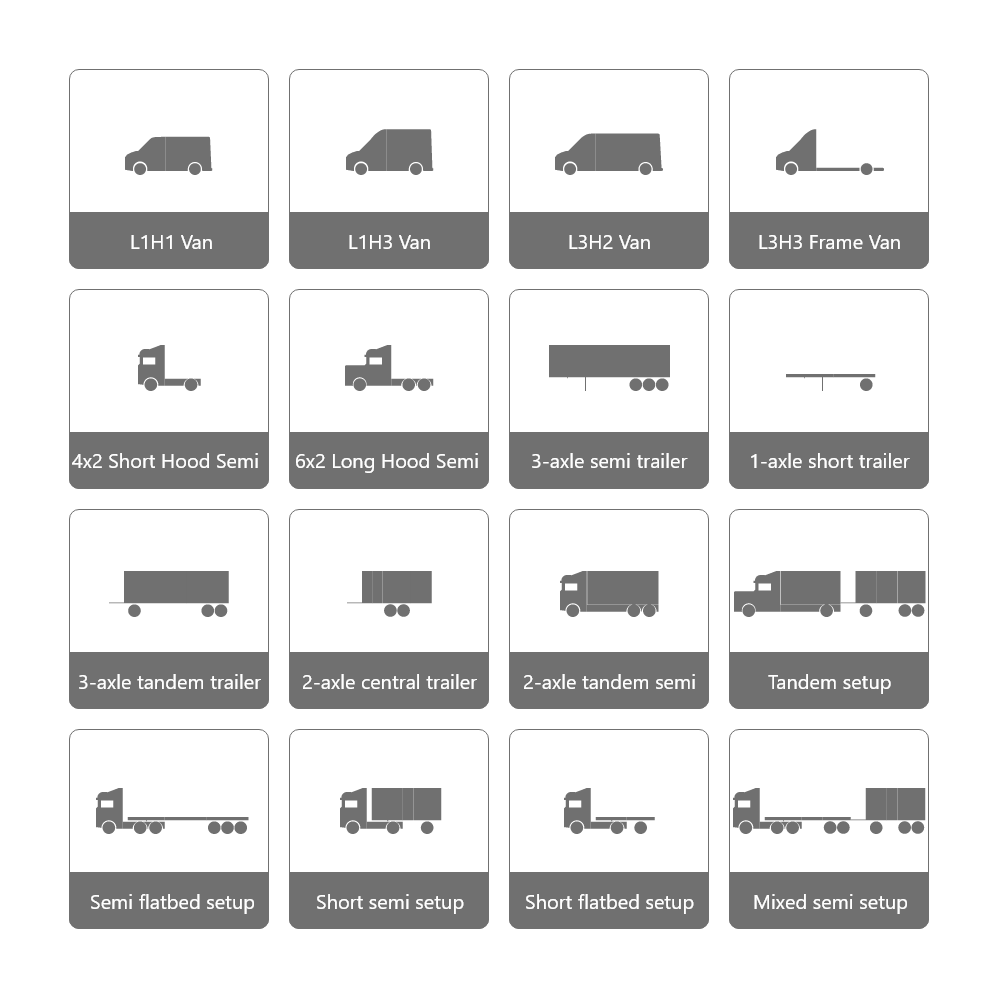 L1H1 Van
L1H3 Van
L3H2 Van
L3H3 Frame Van
4x2 Short Hood Semi
6x2 Long Hood Semi
3-axle semi trailer
1-axle short trailer
3-axle tandem trailer
2-axle central trailer
2-axle tandem semi
Tandem setup
Semi flatbed setup
Short semi setup
Short flatbed setup
Mixed semi setup